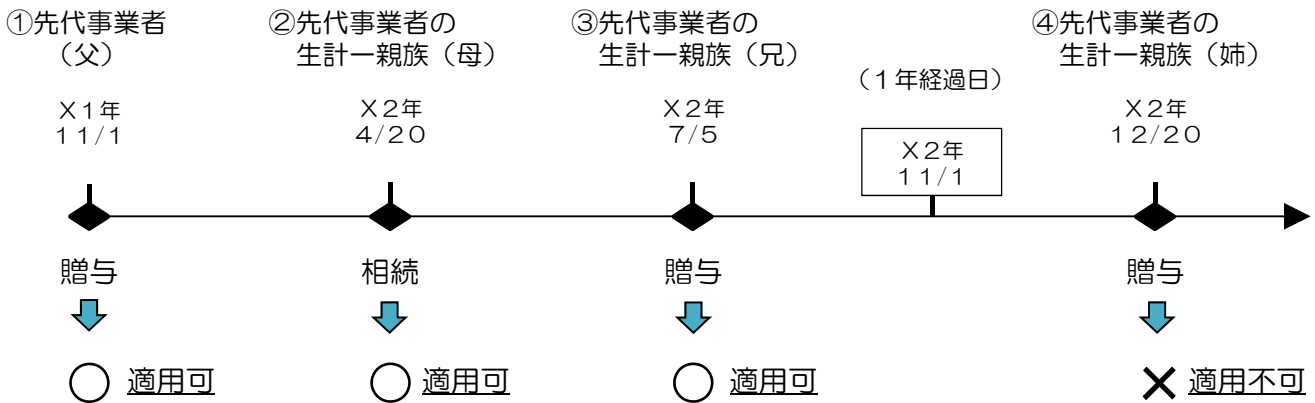 ①先代事業者
（父）
X1年
11/1
②先代事業者の
生計一親族（母）
X2年
4/20
③先代事業者の
生計一親族（兄）
X2年
7/5
（1年経過日）
X2年
11/1
④先代事業者の
生計一親族（姉）
X2年
12/20
贈与
相続
贈与
贈与
◯ 適用可
◯ 適用可
◯ 適用可
✕ 適用不可